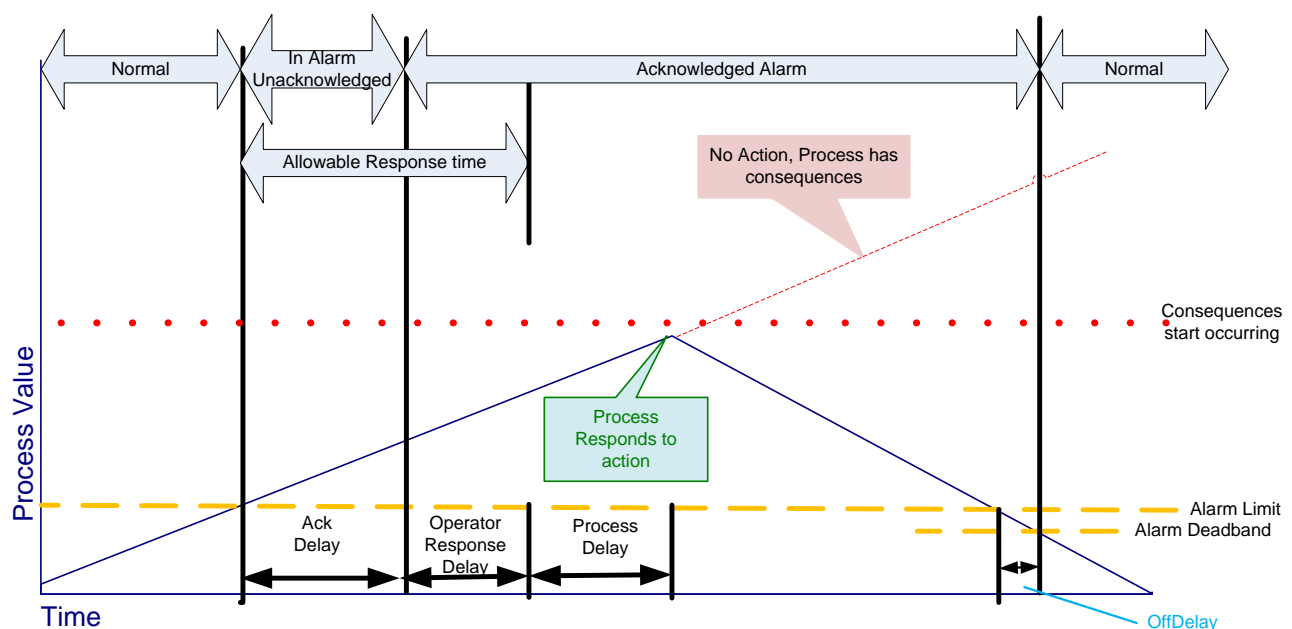 Normal
In Alarm
Unacknowledged
Acknowledged Alarm
Normal
Allowable Response time
No Action, Process has
consequences
Consequences
start occurring
Process Value
Process
Responds to
action
Alarm Limit
Alarm Deadband
Ack
Delay
Operator
Response
Delay
Process
Delay
Time
OffDelay